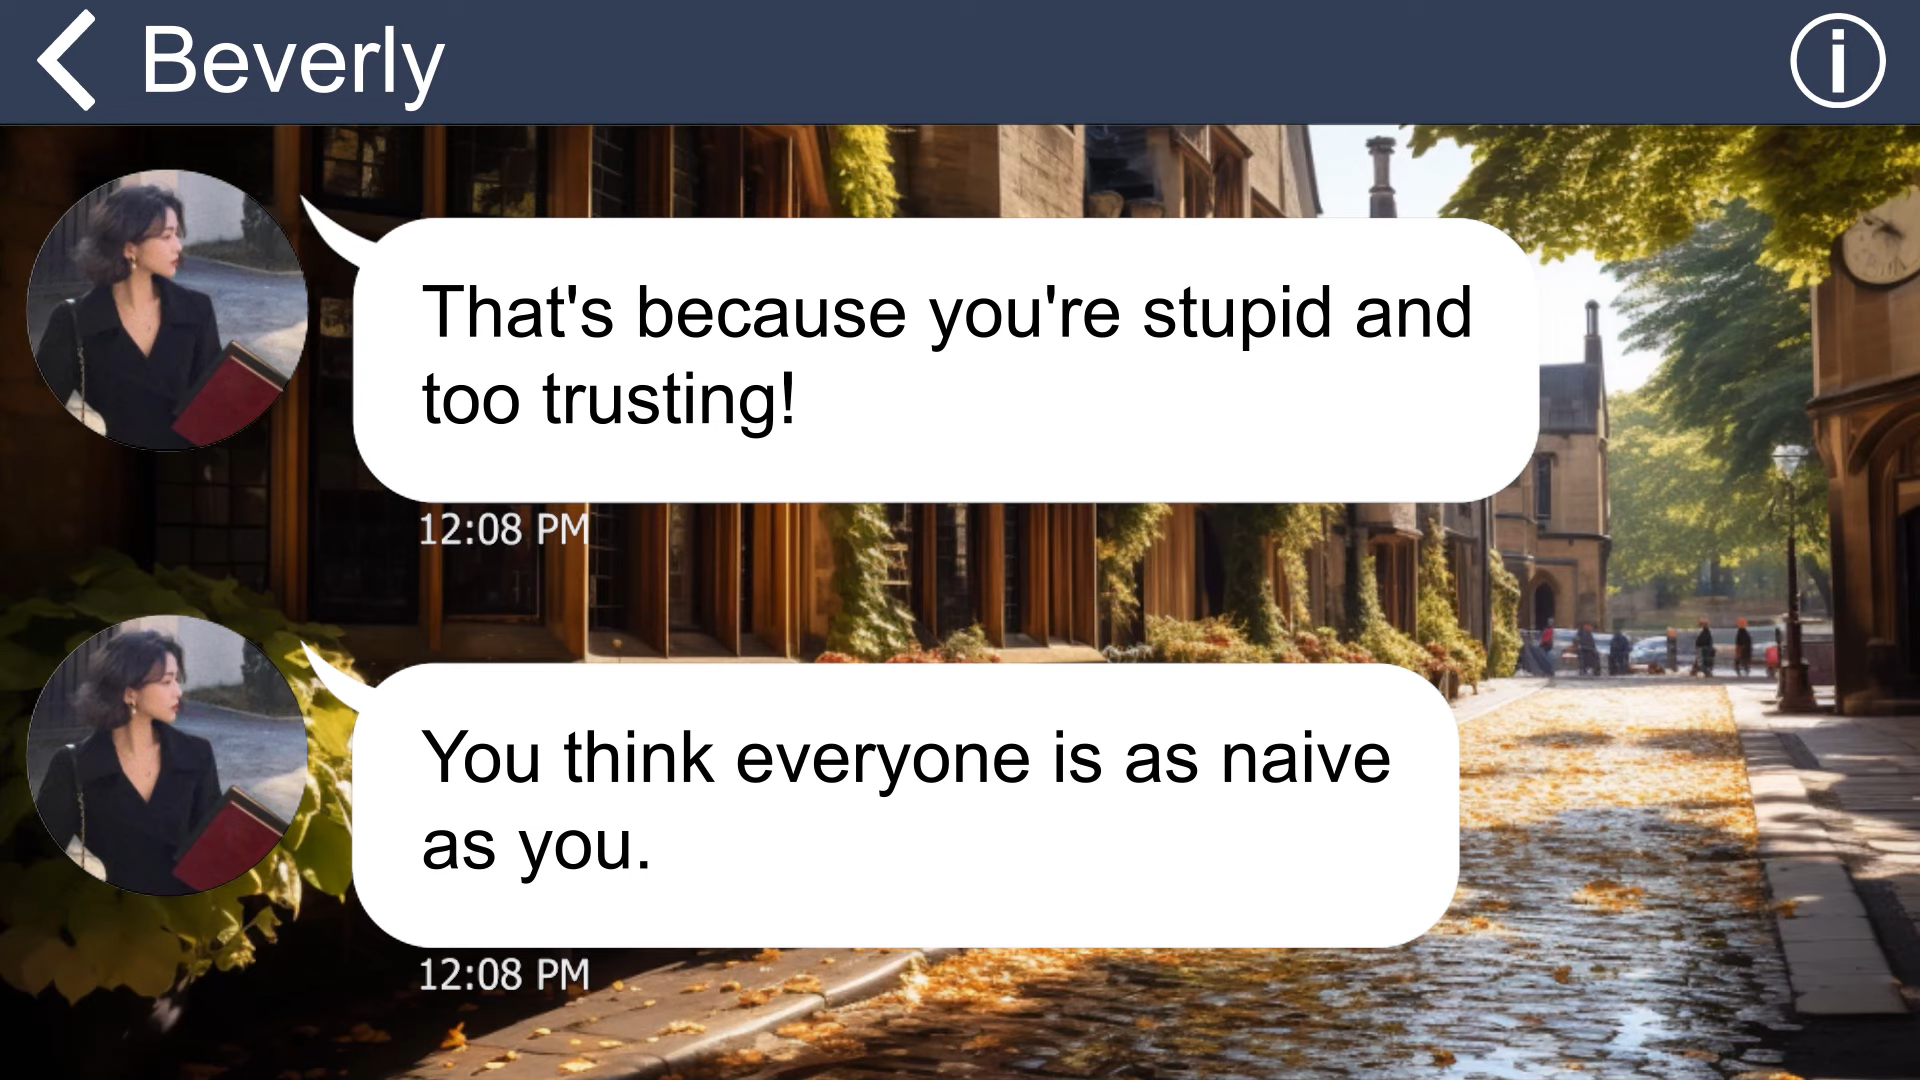 Beverly
That's because you're stupid and
too trusting!
12:08 PM
You think everyone is as naive
as you.
12:08 PM